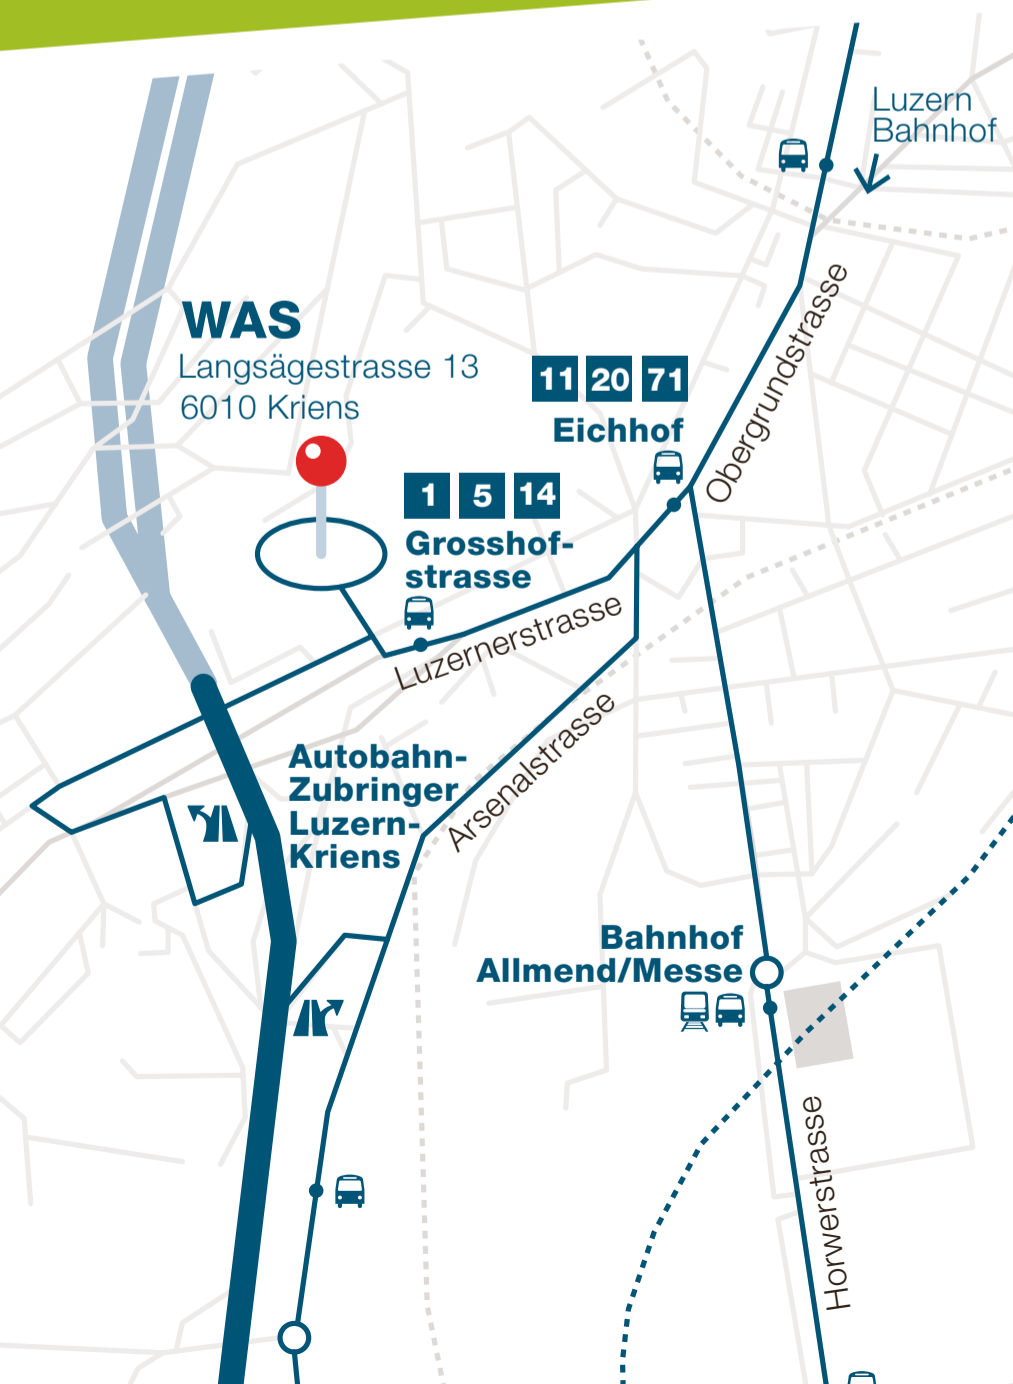 Luzern
Bahnhof
WAS
Langsägestrasse 13
6010 Kriens
11 20 71
Eichhof
Obergrundstrasse
1 5 14
Grosshof-
strasse
Luzernerstrasse
Arsenalstrasse
Autobahn-
Zubringer
Luzern-
Kriens
Bahnhof
Allmend/Messe
Horwerstrasse